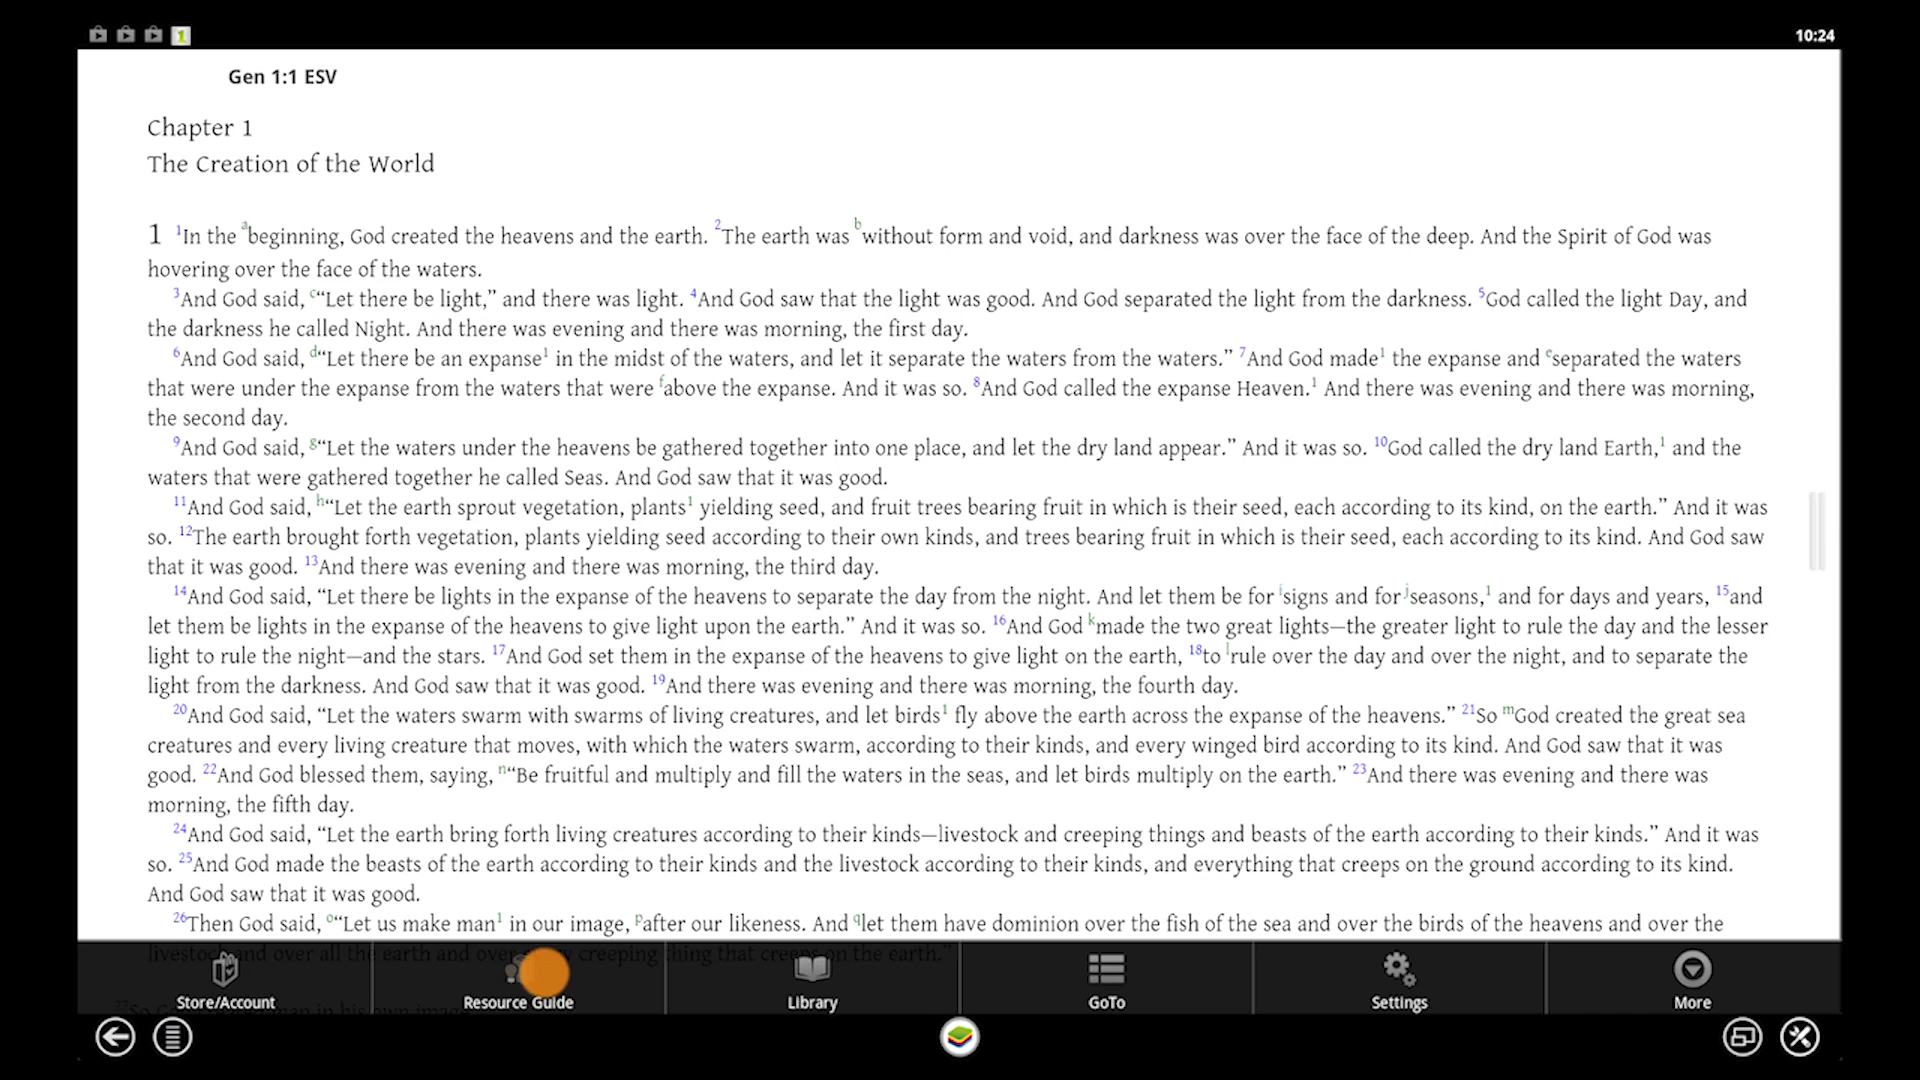 10:24
Gen 1:1 ESV
Chapter 1
The Creation of the World
1 1In the abeginning, God created the heavens and the earth. 2The earth was bwithout form and void, and darkness was over the face of the deep. And the Spirit of God was
hovering over the face of the waters.
3And God said, c“Let there be light,” and there was light. 4And God saw that the light was good. And God separated the light from the darkness. 5God called the light Day, and
the darkness he called Night. And there was evening and there was morning, the first day.
6And God said, d“Let there be an expanse1 in the midst of the waters, and let it separate the waters from the waters.” 7And God made1 the expanse and eseparated the waters
that were under the expanse from the waters that were fabove the expanse. And it was so. 8And God called the expanse Heaven.1 And there was evening and there was morning,
the second day.
9And God said, g“Let the waters under the heavens be gathered together into one place, and let the dry land appear.” And it was so. 10God called the dry land Earth,1 and the
waters that were gathered together he called Seas. And God saw that it was good.
11And God said, h“Let the earth sprout vegetation, plants1 yielding seed, and fruit trees bearing fruit in which is their seed, each according to its kind, on the earth.” And it was
so. 12The earth brought forth vegetation, plants yielding seed according to their own kinds, and trees bearing fruit in which is their seed, each according to its kind. And God saw
that it was good. 13And there was evening and there was morning, the third day.
14And God said, “Let there be lights in the expanse of the heavens to separate the day from the night. And let them be for isigns and for jseasons,1 and for days and years, 15and
let them be lights in the expanse of the heavens to give light upon the earth.” And it was so. 16And God kmade the two great lights—the greater light to rule the day and the lesser
light to rule the night—and the stars. 17And God set them in the expanse of the heavens to give light on the earth, 18to lrule over the day and over the night, and to separate the
light from the darkness. And God saw that it was good. 19And there was evening and there was morning, the fourth day.
20And God said, “Let the waters swarm with swarms of living creatures, and let birds1 fly above the earth across the expanse of the heavens.” 21So mGod created the great sea
creatures and every living creature that moves, with which the waters swarm, according to their kinds, and every winged bird according to its kind. And God saw that it was
good. 22And God blessed them, saying, n“Be fruitful and multiply and fill the waters in the seas, and let birds multiply on the earth.” 23And there was evening and there was
morning, the fifth day.
24And God said, “Let the earth bring forth living creatures according to their kinds—livestock and creeping things and beasts of the earth according to their kinds.” And it was
so. 25And God made the beasts of the earth according to their kinds and the livestock according to their kinds, and everything that creeps on the ground according to its kind.
And God saw that it was good.
26Then God said, o“Let us make man1 in our image, pafter our likeness. And qlet them have dominion over the fish of the sea and over the birds of the heavens and over the
livestock and over all the earth and over creeping thing that creeps on the earth.”
Store/Account Resource Guide Library GoTo Settings More